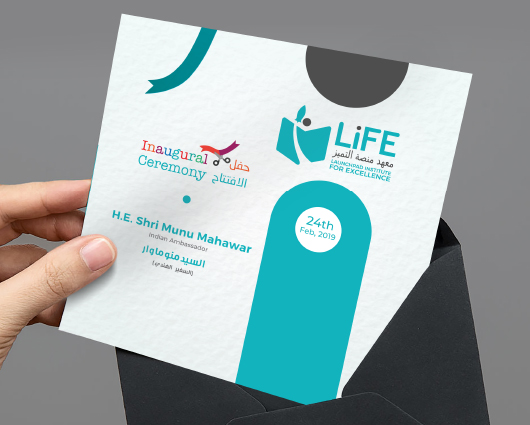 LiFE
معهد منصة التميز
LAUNCHPAD INSTITUTE
FOR EXCELLENCE
Inaugural
Ceremony
حفل
الافتتاح
24th
Feb, 2019
H.E. Shri Munu Mahawar
Indian Ambassador
السيد منو ماوار
(السفير الهندي)